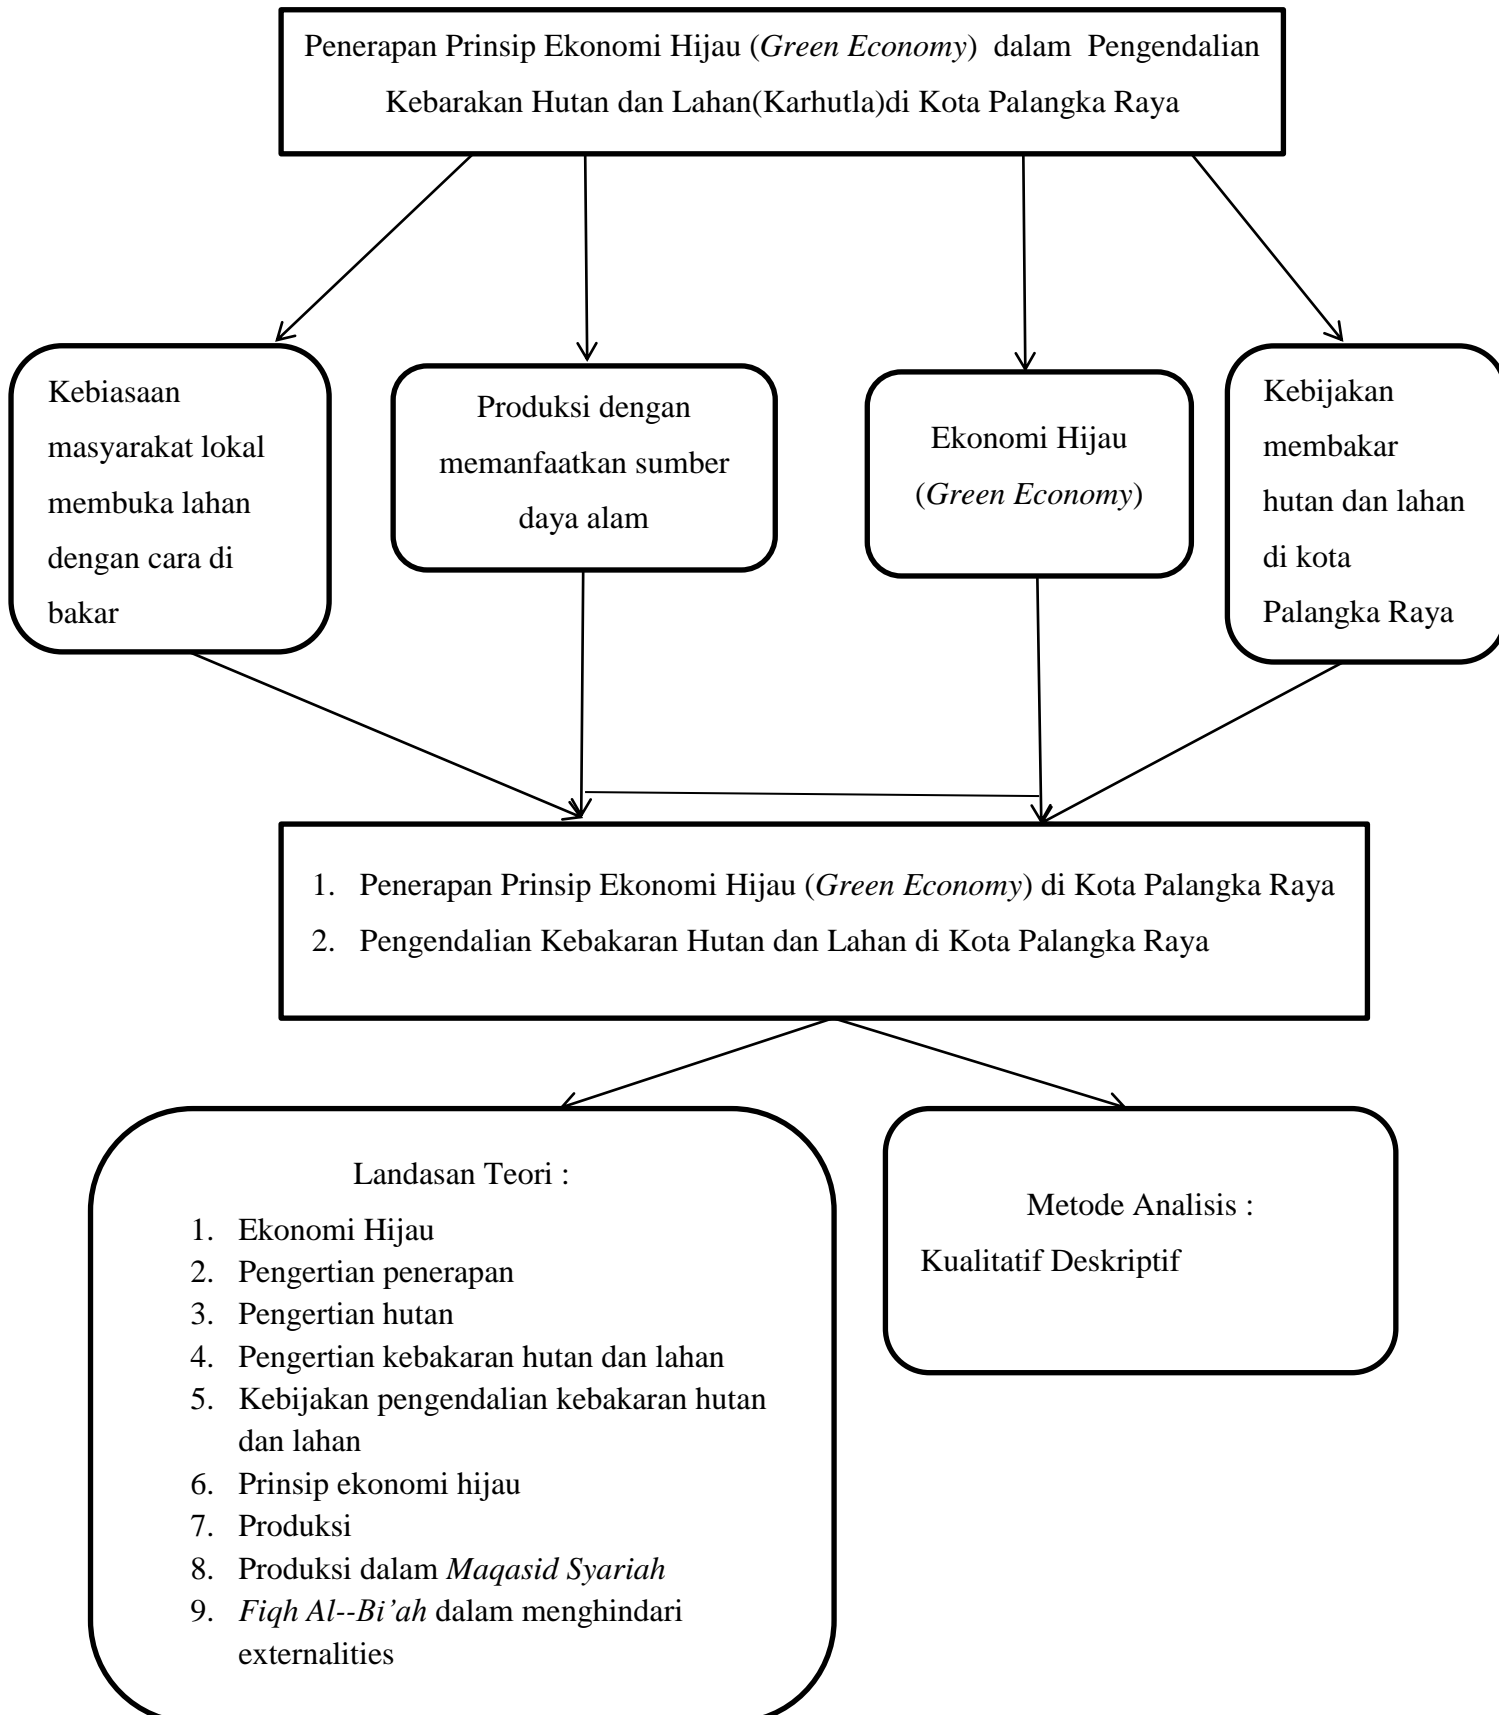 Penerapan Prinsip Ekonomi Hijau (Green Economy) dalam Pengendalian
Kebarakan Hutan dan Lahan(Karhutla)di Kota Palangka Raya
Kebiasaan
masyarakat lokal
membuka lahan
dengan cara di
bakar
Produksi dengan
memanfaatkan sumber
daya alam
Ekonomi Hijau
(Green Economy)
Kebijakan
membakar
hutan dan lahan
di kota
Palangka Raya
1. Penerapan Prinsip Ekonomi Hijau (Green Economy) di Kota Palangka Raya
2. Pengendalian Kebakaran Hutan dan Lahan di Kota Palangka Raya
Landasan Teori :
1. Ekonomi Hijau
2. Pengertian penerapan
3. Pengertian hutan
4. Pengertian kebakaran hutan dan lahan
5. Kebijakan pengendalian kebakaran hutan
dan lahan
6. Prinsip ekonomi hijau
7. Produksi
8. Produksi dalam Maqasid Syariah
9. Fiqh Al--Bi’ah dalam menghindari
externalities
Metode Analisis :
Kualitatif Deskriptif